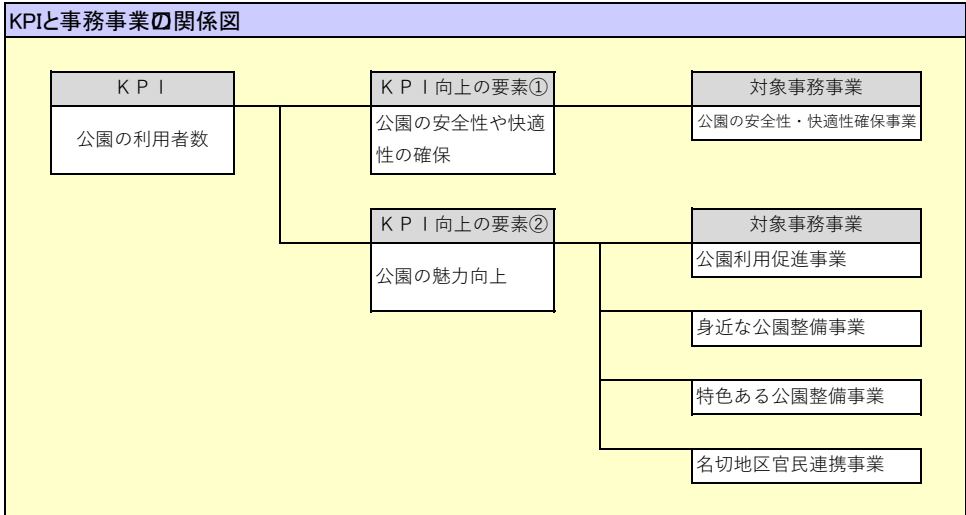 KPIと事務事業の関係図
ＫＰＩ
公園の利用者数
ＫＰＩ向上の要素①
公園の安全性や快適
性の確保
対象事務事業
公園の安全性・快適性確保事業
ＫＰＩ向上の要素②
公園の魅力向上
対象事務事業
公園利用促進事業
身近な公園整備事業
特色ある公園整備事業
名切地区官民連携事業